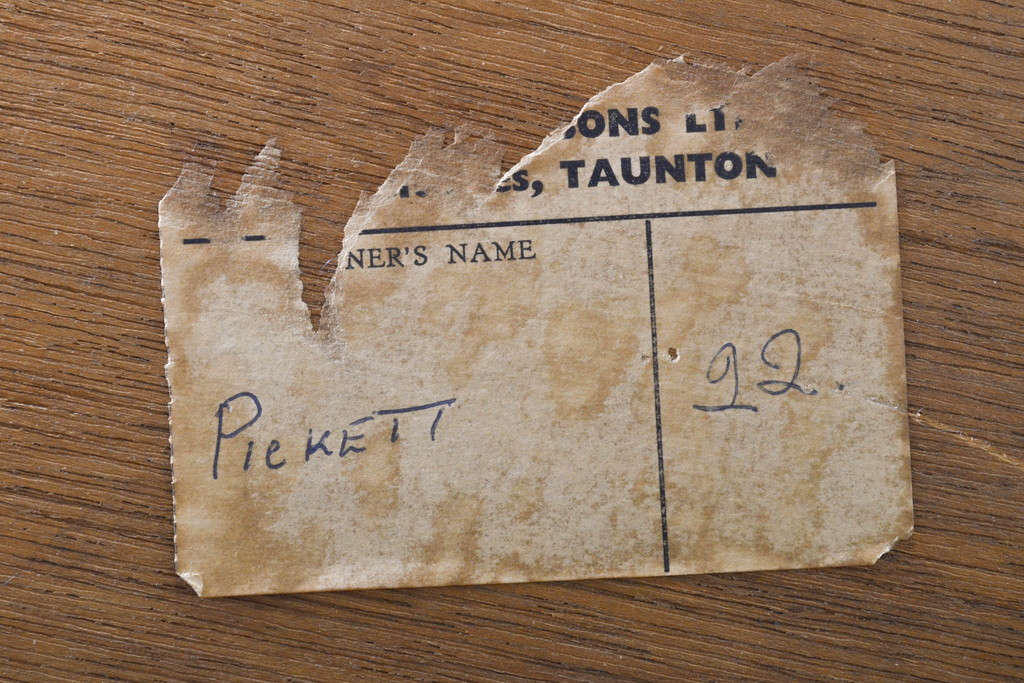 SONS LT
es, TAUNTON
NER'S NAME
PICKETT 92.